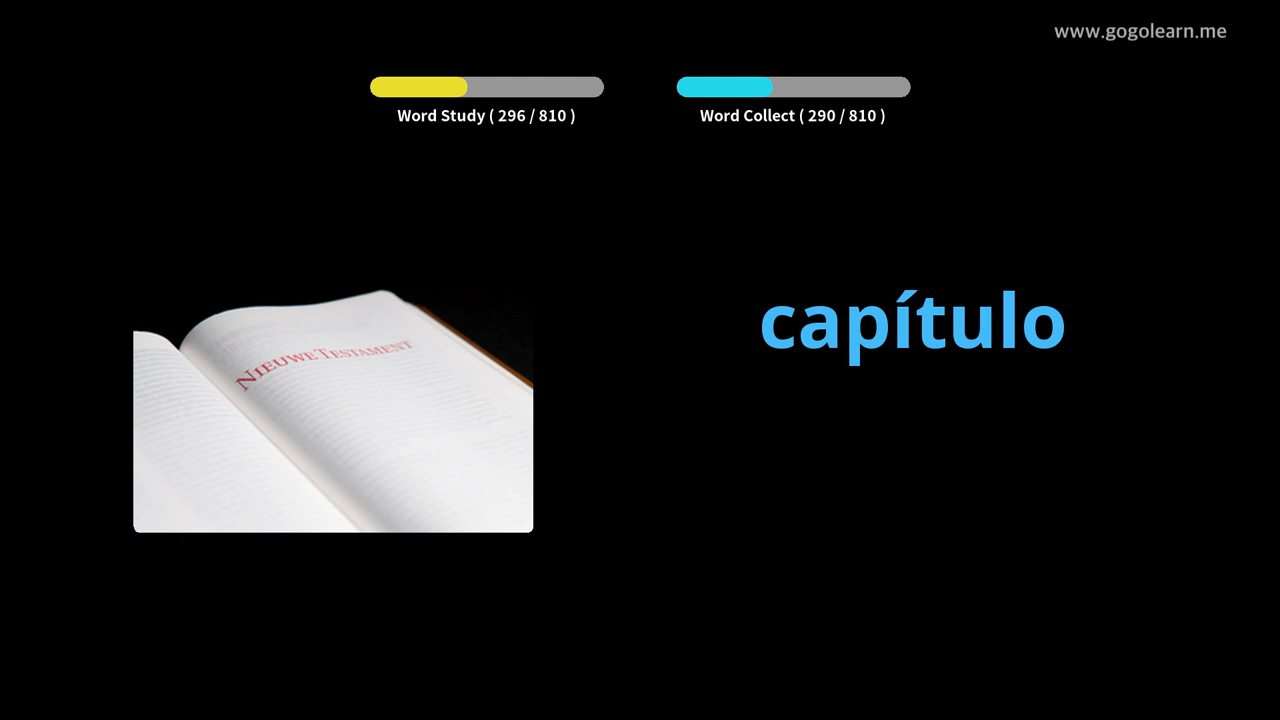 www.gogolearn.me
Word Study ( 296 / 810 )
Word Collect ( 290 / 810 )
NIEUWE TESTAMENT
capítulo